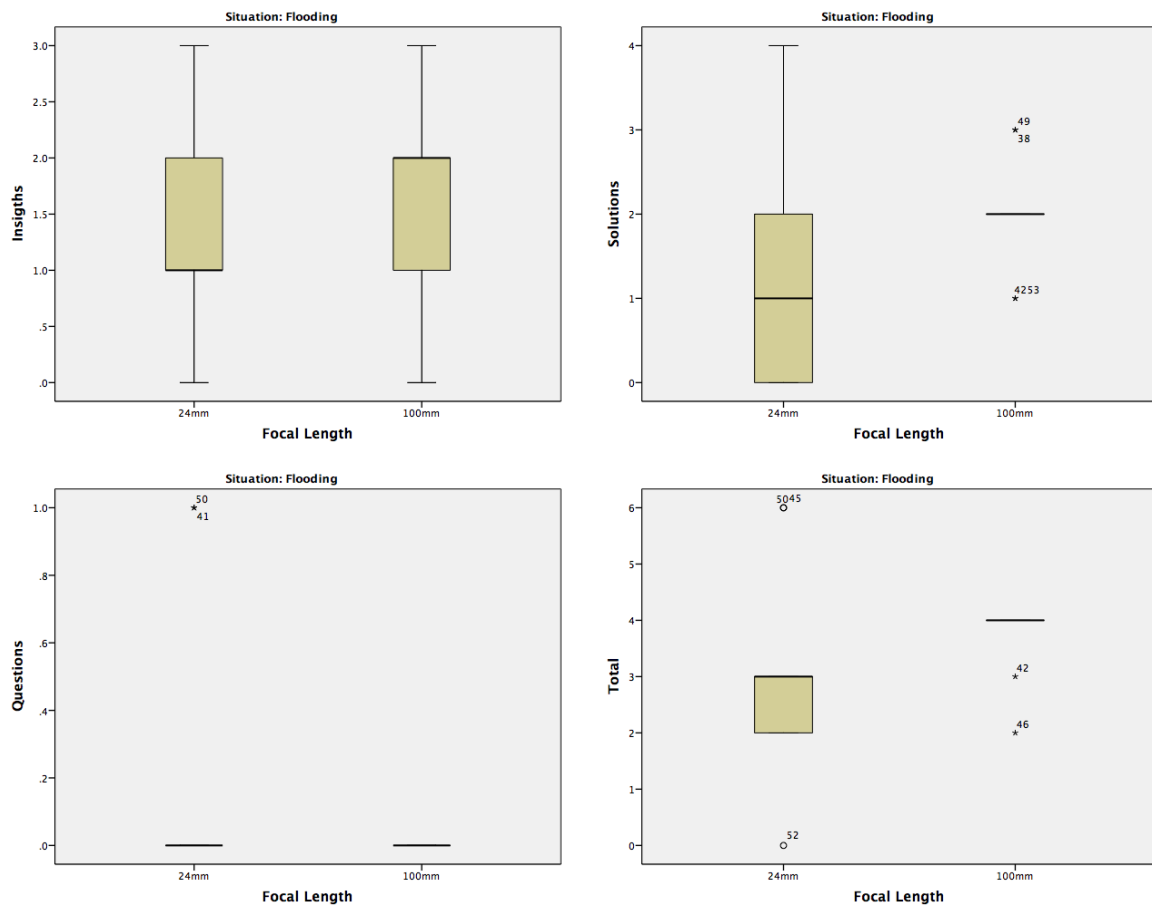 Situation: Flooding
3.0
2.5
2.0
1.5
1.0
.5
.0
Insigths
24mm
100mm
Focal Length
Situation: Flooding
4
3
2
1
0
Solutions
49
38
4253
24mm
100mm
Focal Length
Situation: Flooding
1.0
.8
.6
.4
.2
.0
Questions
50
41
24mm
100mm
Focal Length
Situation: Flooding
6
5
4
3
2
1
0
Total
5045
42
46
52
24mm
100mm
Focal Length